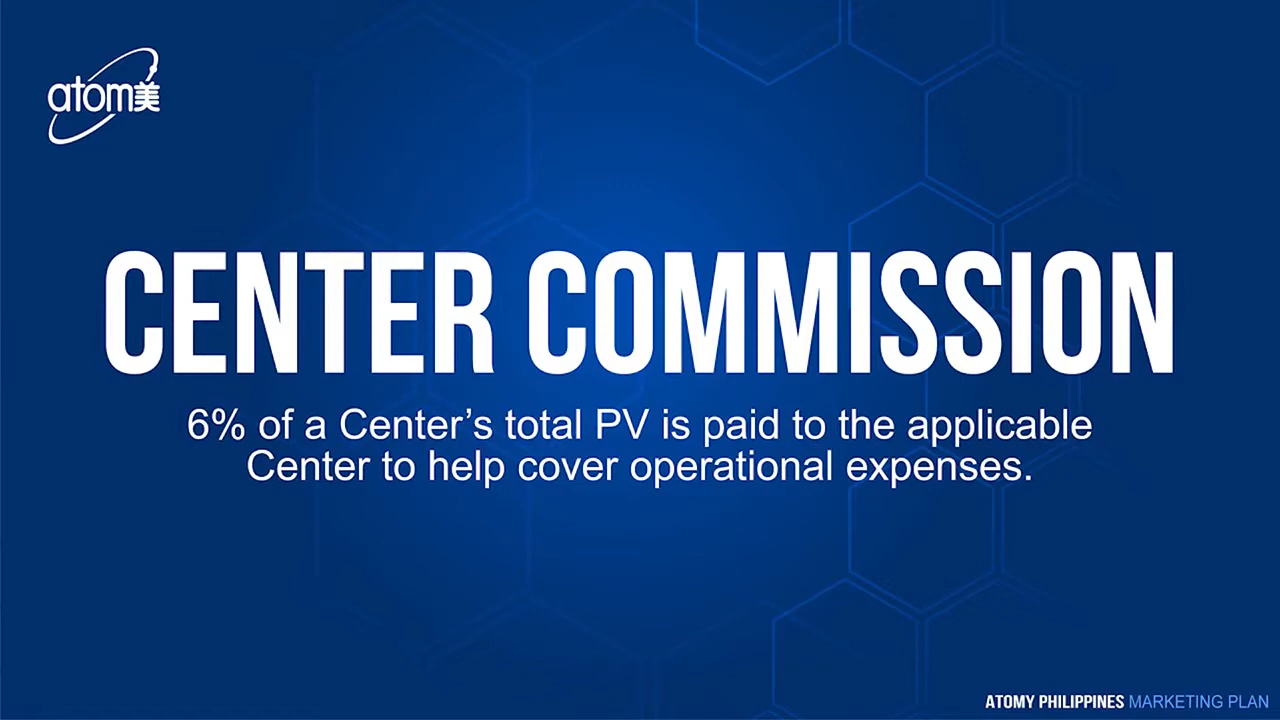 atom美
CENTER COMMISSION
6% of a Center’s total PV is paid to the applicable
Center to help cover operational expenses.
ATOMY PHILIPPINES MARKETING PLAN